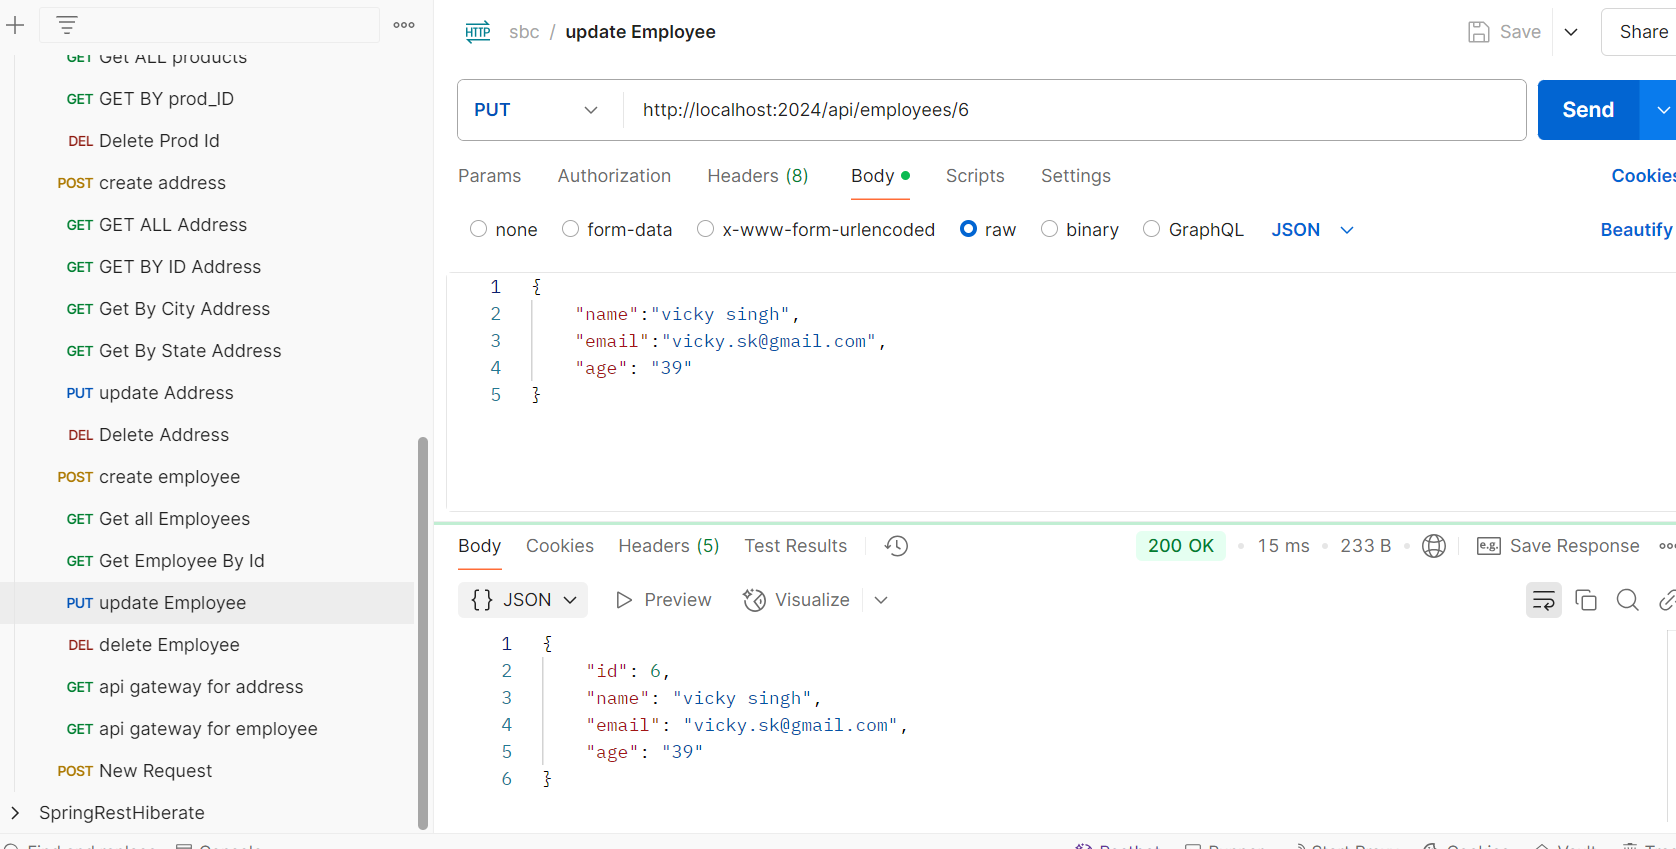 Get ALL products
GET GET BY prod_ID
DEL Delete Prod Id
POST create address
GET GET ALL Address
GET GET BY ID Address
GET Get By City Address
GET Get By State Address
PUT update Address
DEL Delete Address
POST create employee
GET Get all Employees
GET Get Employee By Id
PUT update Employee
DEL delete Employee
GET api gateway for address
GET api gateway for employee
POST New Request
SpringRestHiberate
HTTP sbc / update Employee
Save
Share
PUT http://localhost:2024/api/employees/6
Send
Params Authorization Headers (8) Body Scripts Settings
Cookies
none form-data x-www-form-urlencoded raw binary GraphQL JSON
Beautify
1 {
2 "name":"vicky singh",
3 "email":"vicky.sk@gmail.com",
4 "age": "39"
5 }
Body Cookies Headers (5) Test Results
200 OK • 15 ms • 233 B • e.g. Save Response
{} JSON Preview Visualize
1 {
2 "id": 6,
3 "name": "vicky singh",
4 "email": "vicky.sk@gmail.com",
5 "age": "39"
6 }